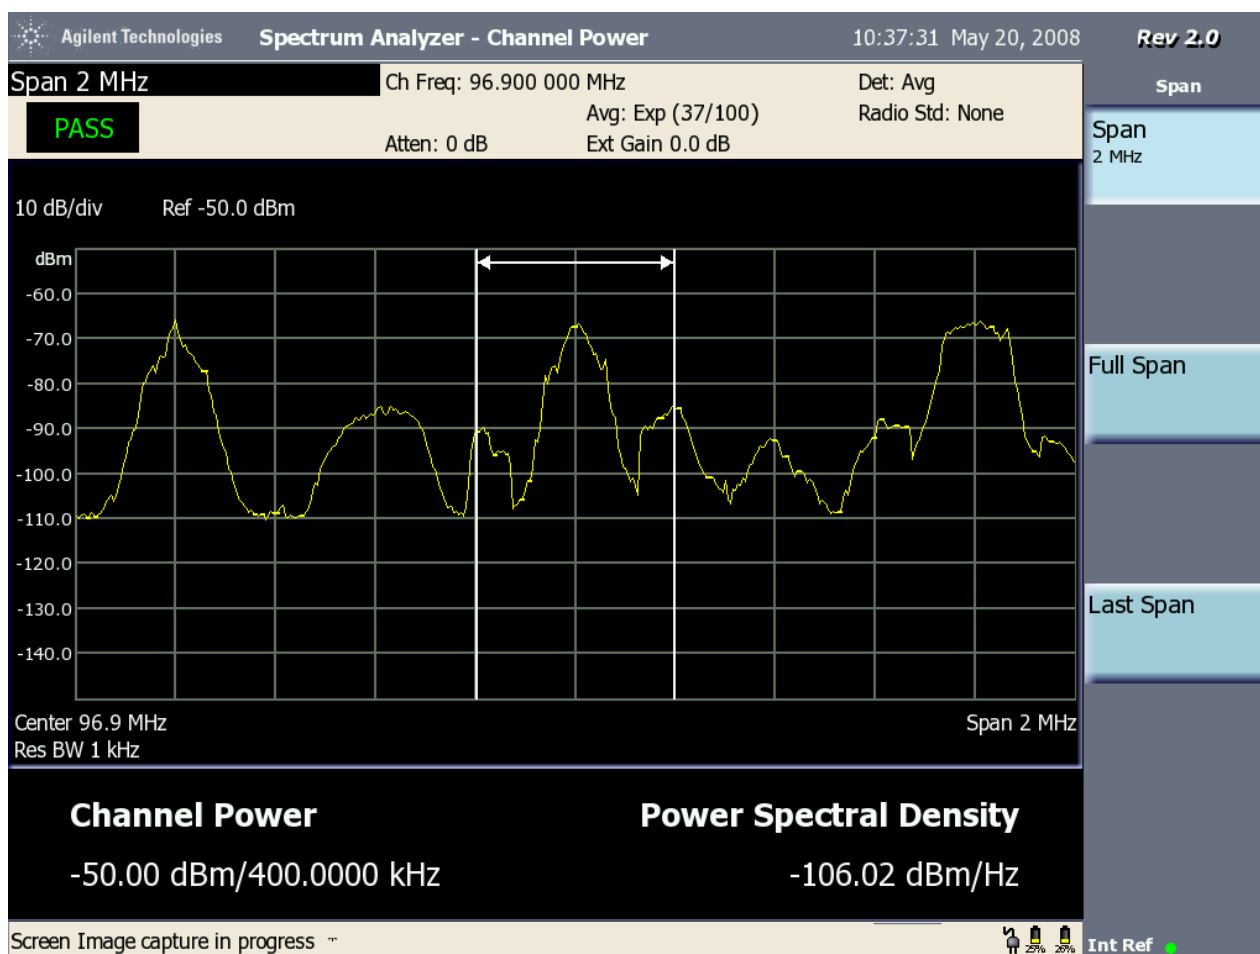 Agilent Technologies Spectrum Analyzer - Channel Power 10:37:31 May 20, 2008 Rev 2.0
Span 2 MHz Ch Freq: 96.900 000 MHz Det: Avg Span
PASS Avg: Exp (37/100) Radio Std: None
Atten: 0 dB Ext Gain 0.0 dB
Span
2 MHz
10 dB/div Ref -50.0 dBm
dBm
-60.0
-70.0
Full Span
-80.0
-90.0
-100.0
-110.0
-120.0
-130.0
Last Span
-140.0
Center 96.9 MHz Span 2 MHz
Res BW 1 kHz
Channel Power Power Spectral Density
-50.00 dBm/400.0000 kHz -106.02 dBm/Hz
Screen Image capture in progress 25% 26% Int Ref